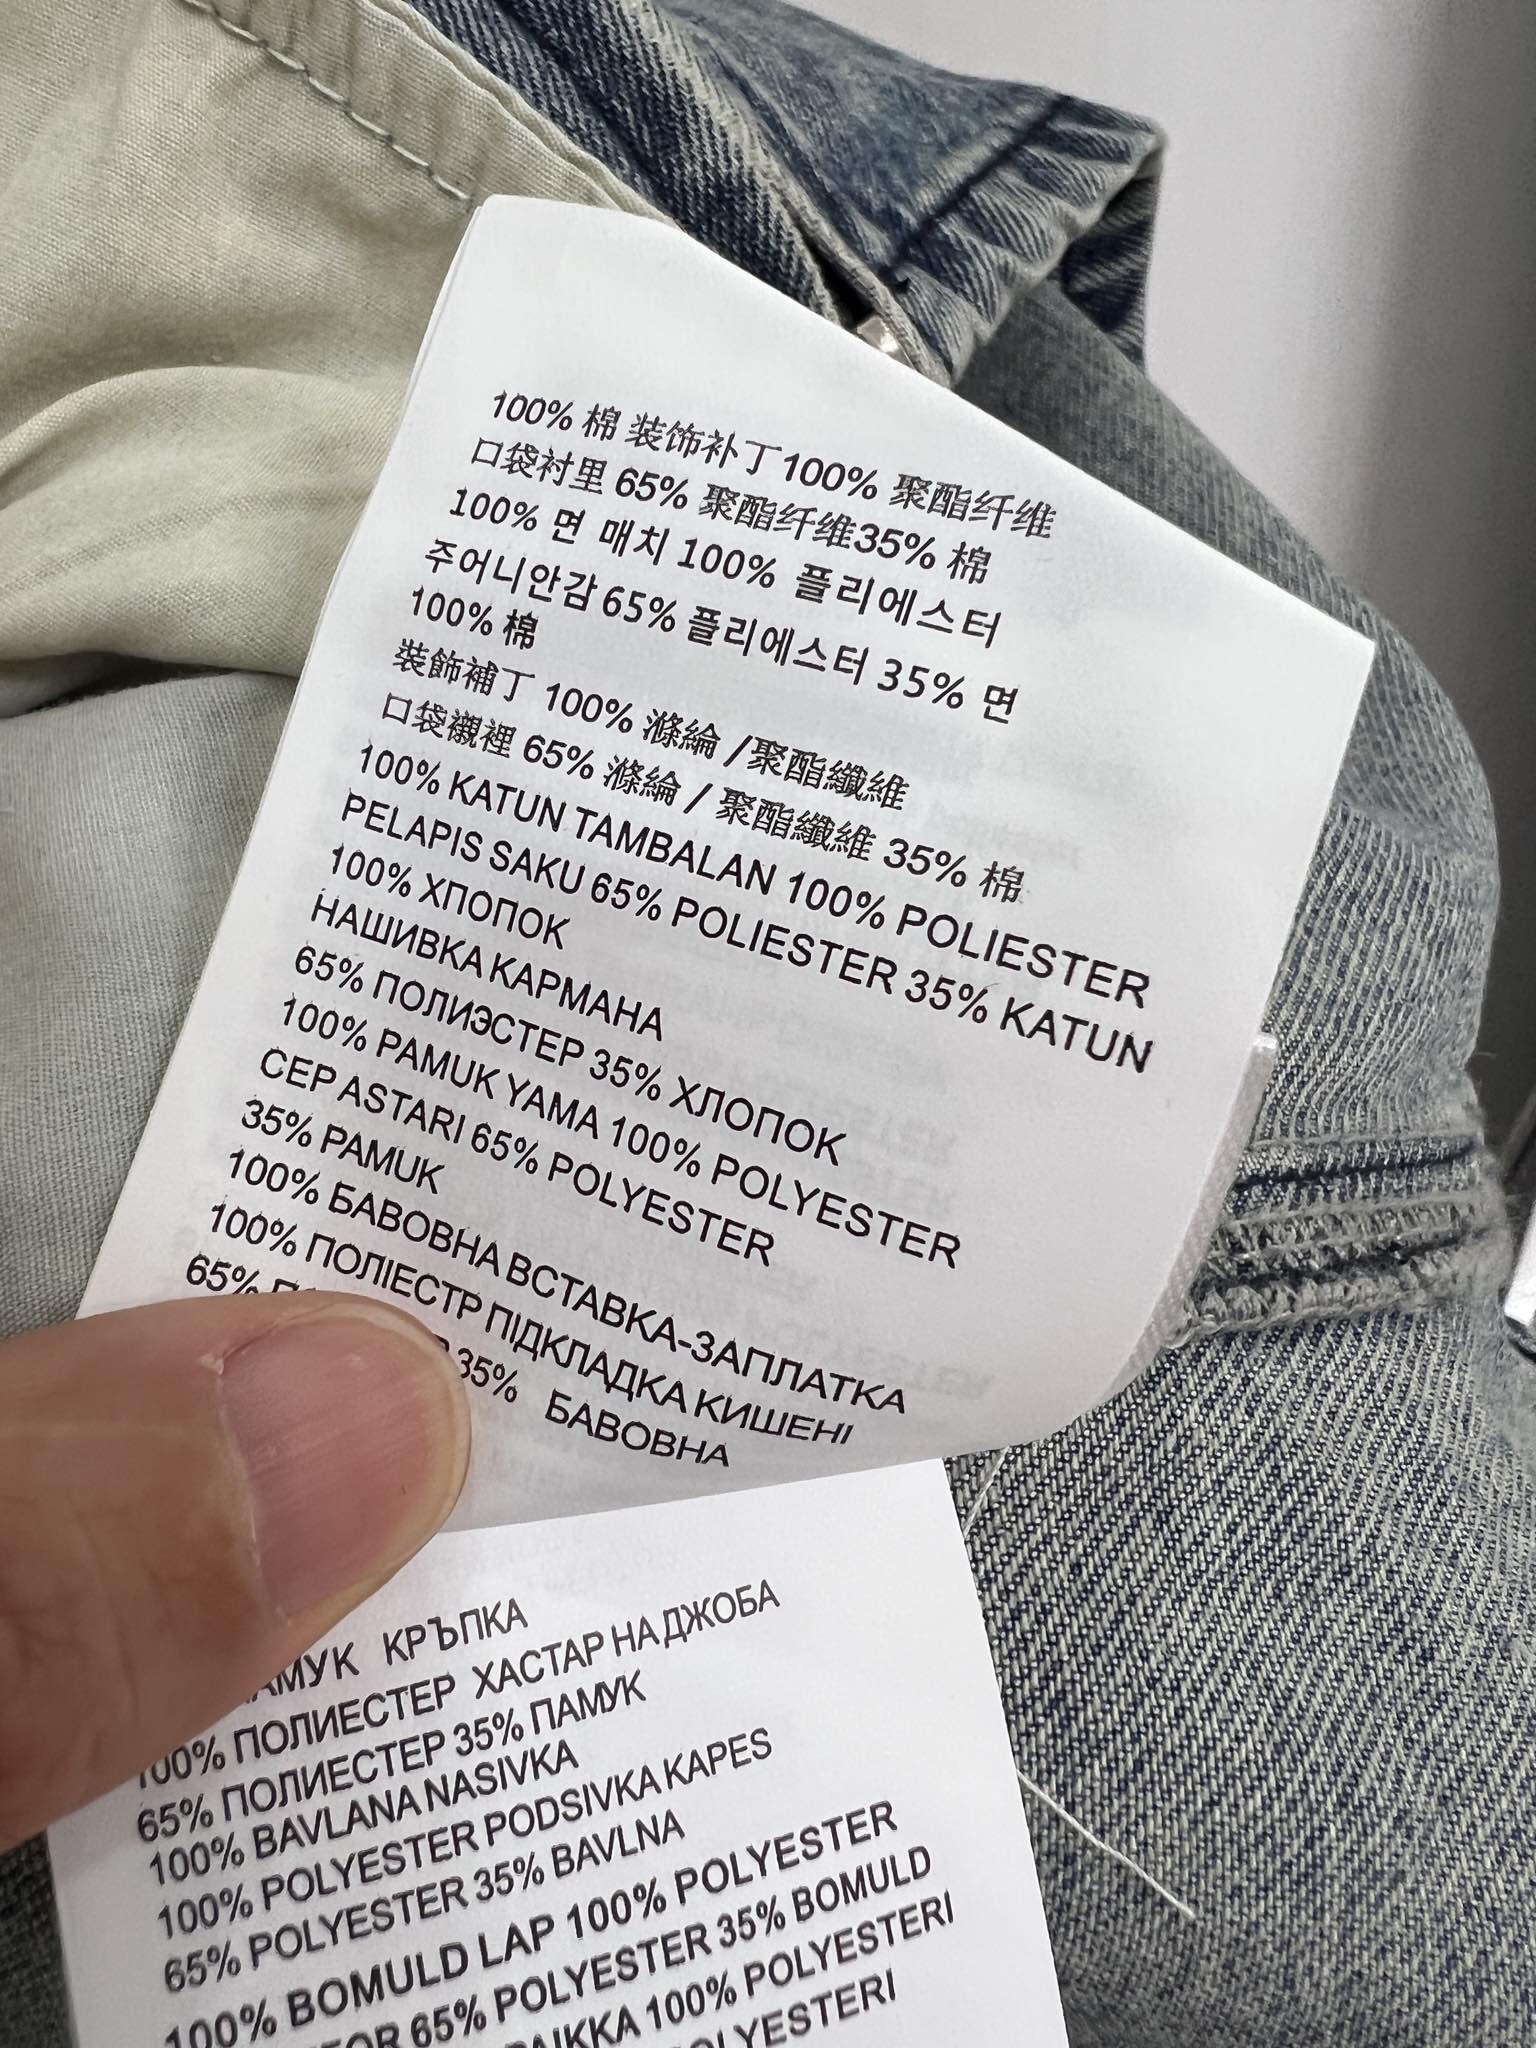 100% 棉 装饰补丁100% 聚酯纤维
口袋衬里 65% 聚酯纤维35% 棉
100% 면 매치 100% 플리에스터
주어니안감 65% 플리에스터 35% 면
100% 棉
裝飾補丁 100% 滌綸 /聚酯纖維
口袋襯裡 65% 滌綸 / 聚酯纖維 35% 棉
100% KATUN TAMBALAN 100% POLIESTER
PELAPIS SAKU 65% POLIESTER 35% KATUN
100% ХПОПОК
НАШИВКА КАРМАНА
65% ПОЛИЭСТЕР 35% ХЛОПОК
100% PAMUK YAMA 100% POLYESTER
CEP ASTARI 65% POLYESTER
35% PAMUK
100% БАВОВНА ВСТАВКА-ЗАПЛАТКА
100% ПОЛІЕСТР ПІДКЛАДКА КИШЕНІ
65% 35% БАВОВНА
КРЪПКА
100% ПОЛИЕСТЕР ХАСТАР НА ДЖОБА
65% ПОЛИЕСТЕР 35% ПАМУК
100% BAVLANA NASIVKA
100% POLYESTER PODSIVKA KAPES
65% POLYESTER 35% BAVLNA
100% BOMULD LAP 100% POLYESTER
65% POLYESTER 35% BOMULD
100% POLYESTERI